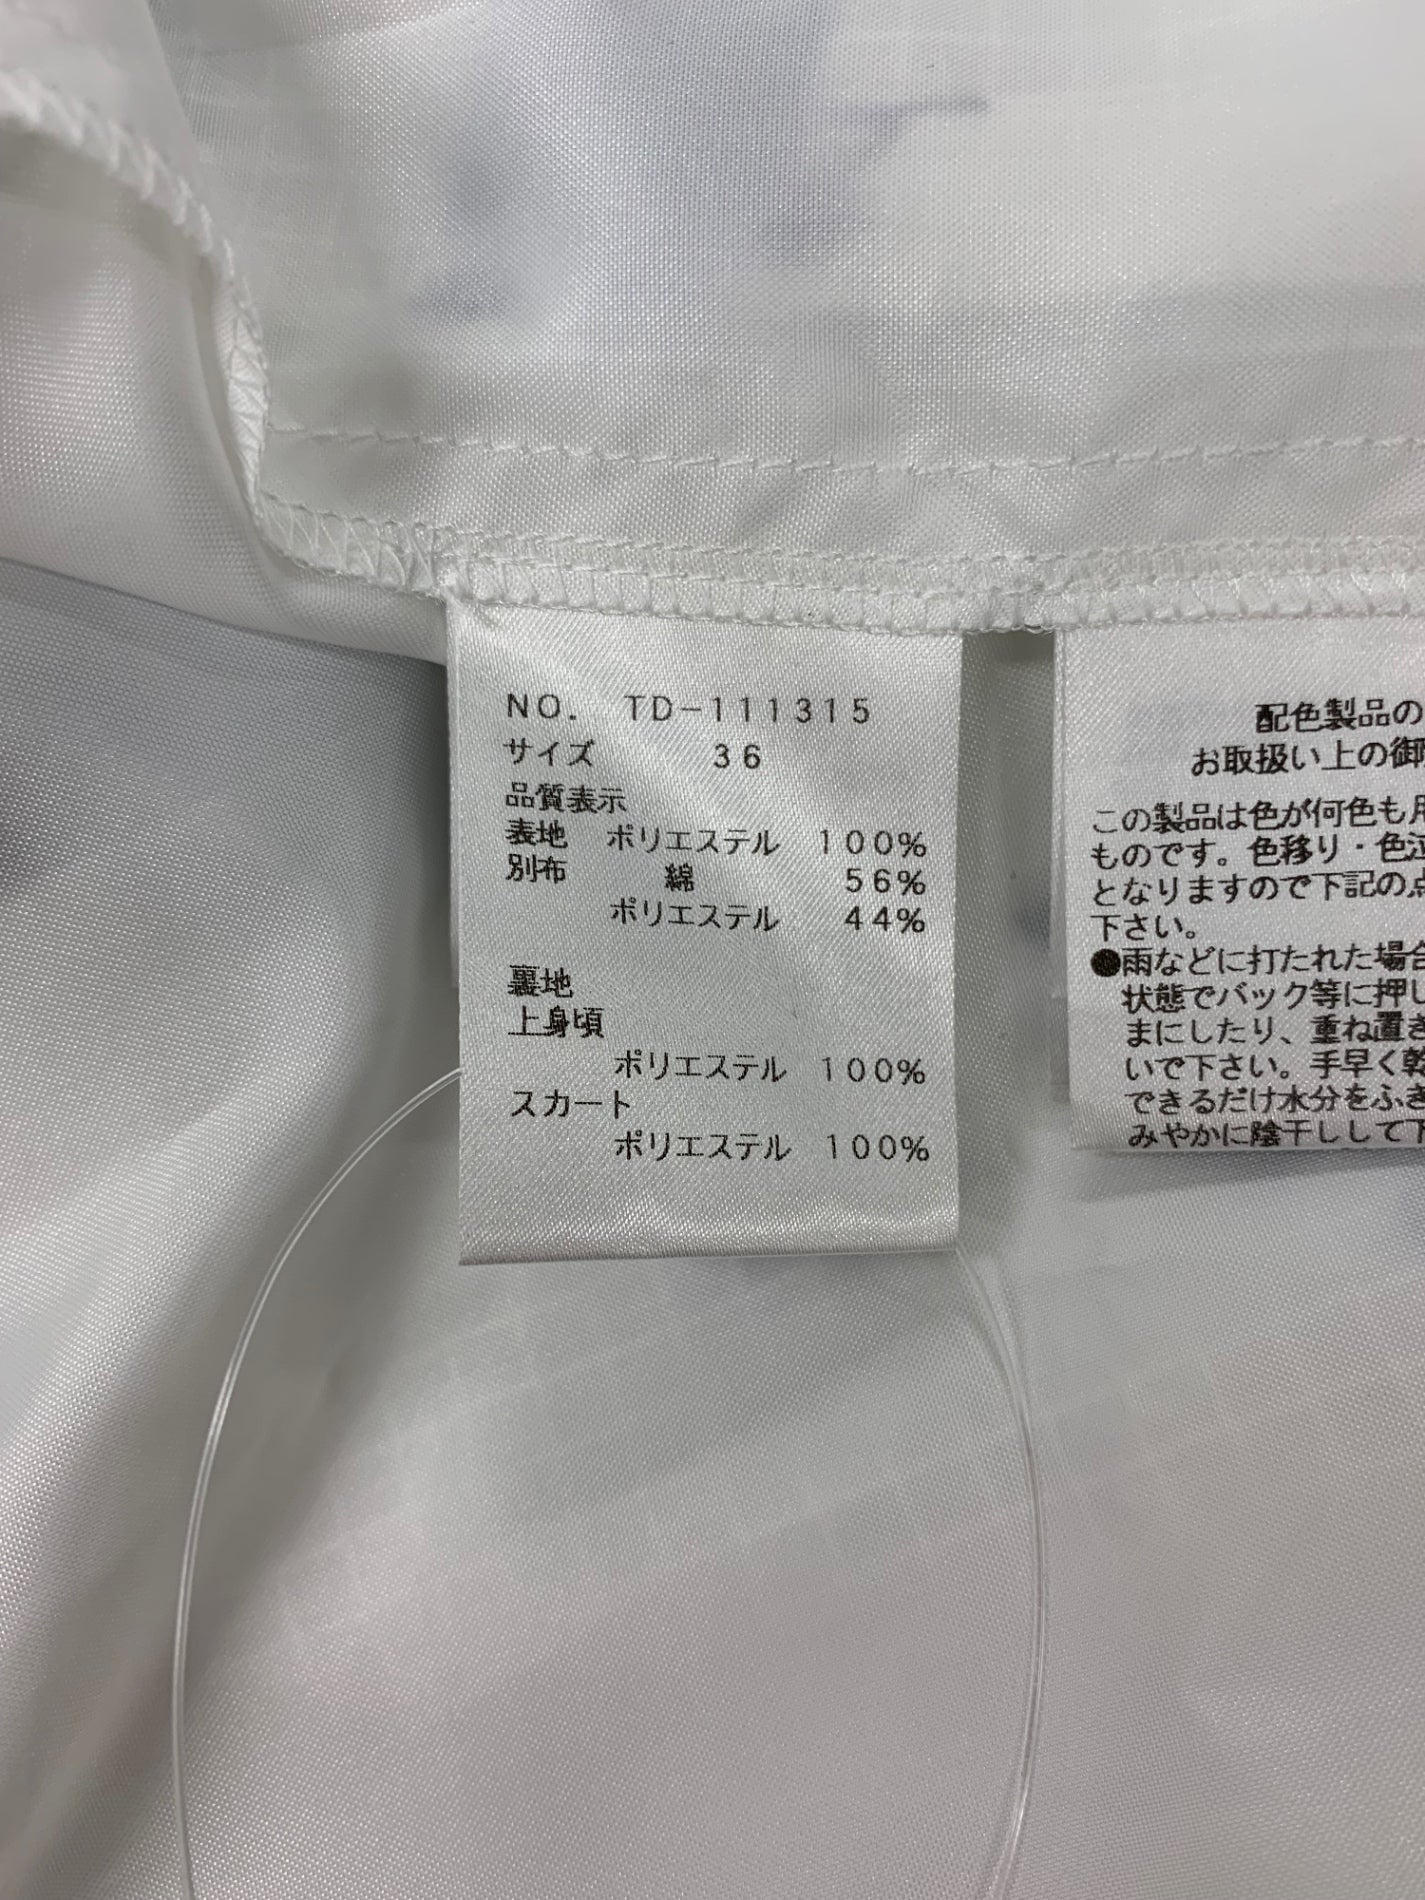 NO. TD-111315
サイズ 36
品質表示
表地 ポリエステル 100%
別布 綿 56%
ポリエステル 44%
裏地
上身頃
ポリエステル 100%
スカート
ポリエステル 100%
配色製品の
お取扱い上の御
この製品は色が何色も
ものです。色移り・色
となりますので下記の点
下さい。
●雨などに打たれた場合
状態でバック等に押し
まにしたり、重ね置き
いで下さい。手早く乾
できるだけ水分をふき
みやかに陰干しして下